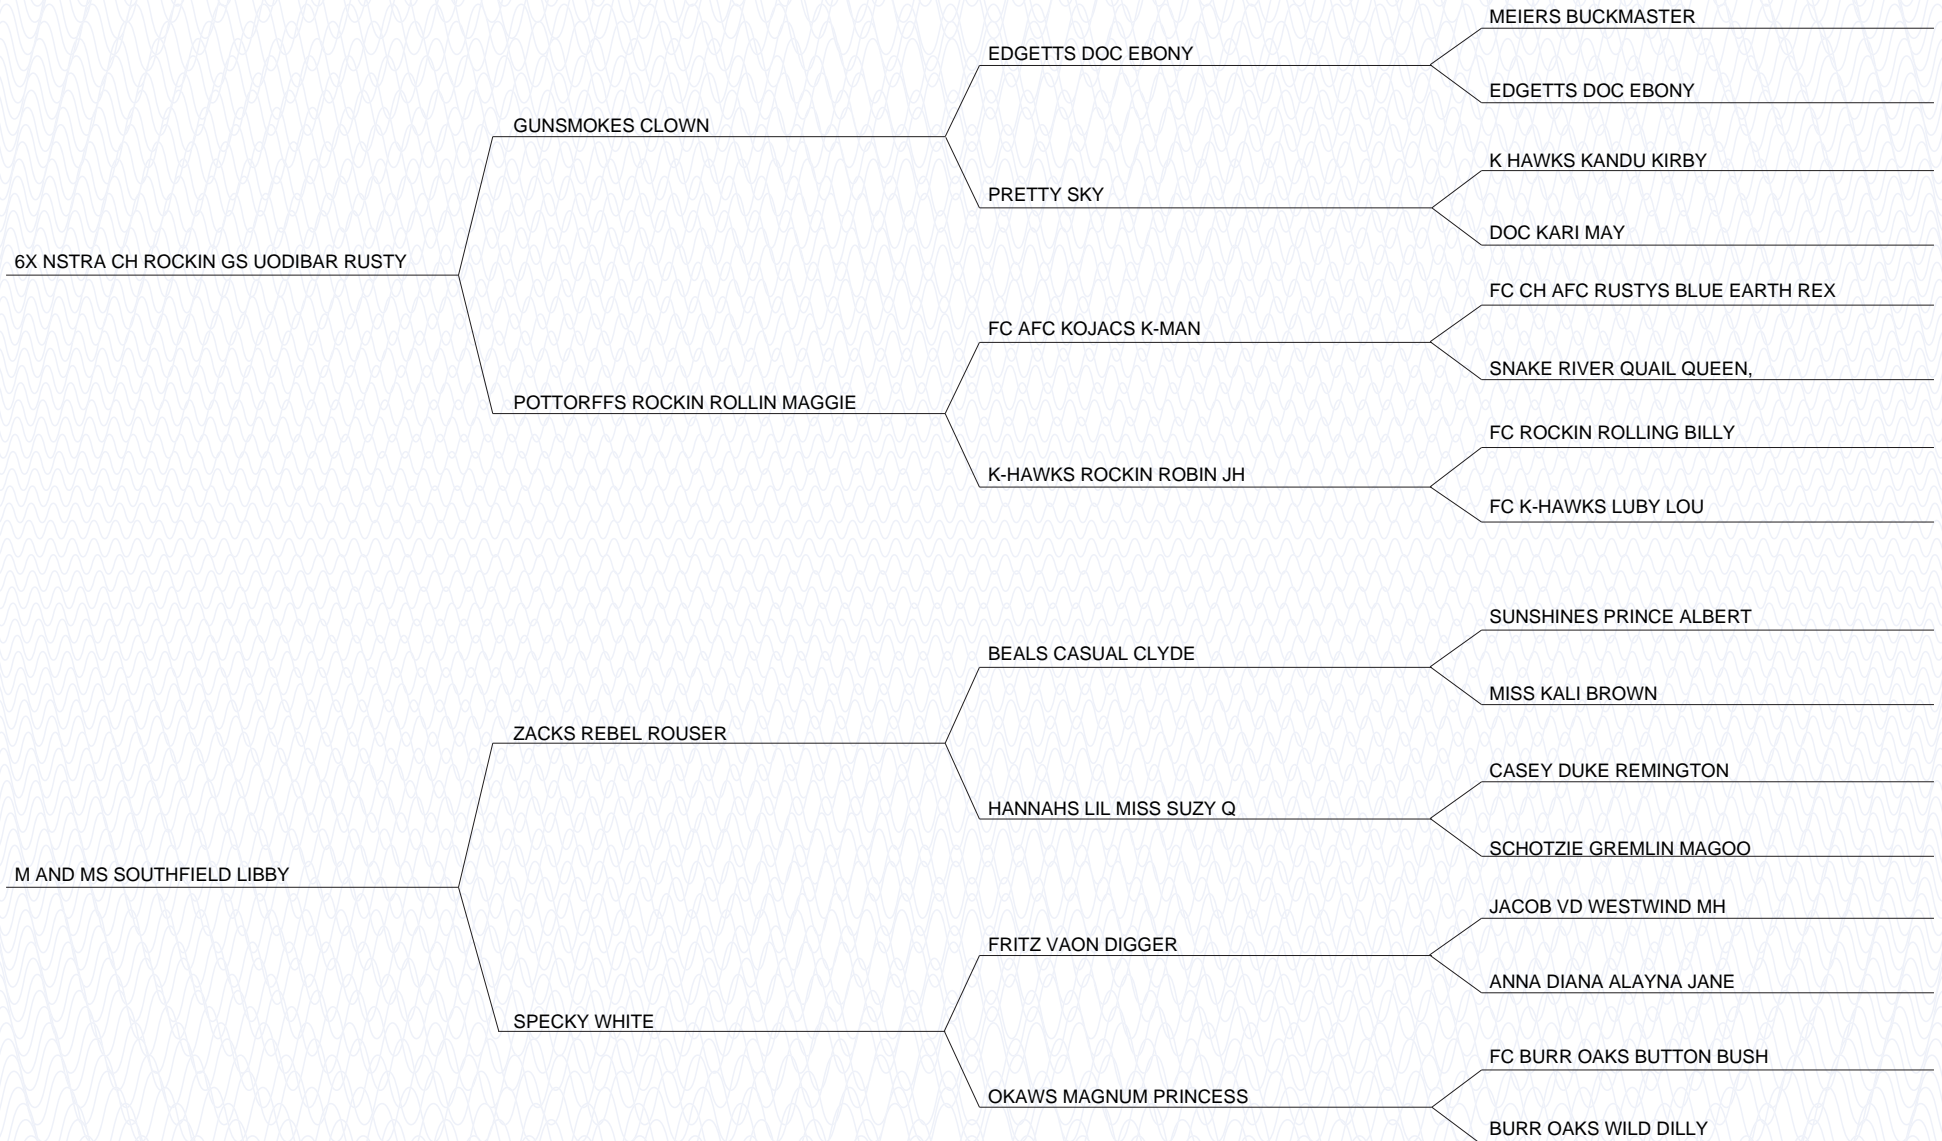 MEIERS BUCKMASTER
EDGETTS DOC EBONY
EDGETTS DOC EBONY
GUNSMOKES CLOWN
K HAWKS KANDU KIRBY
PRETTY SKY
DOC KARI MAY
6X NSTRA CH ROCKIN GS UODIBAR RUSTY
FC CH AFC RUSTYS BLUE EARTH REX
FC AFC KOJACS K-MAN
SNAKE RIVER QUAIL QUEEN,
POTTORFFS ROCKIN ROLLIN MAGGIE
FC ROCKIN ROLLING BILLY
K-HAWKS ROCKIN ROBIN JH
FC K-HAWKS LUBY LOU
SUNSHINES PRINCE ALBERT
BEALS CASUAL CLYDE
MISS KALI BROWN
ZACKS REBEL ROUSER
CASEY DUKE REMINGTON
HANNAHS LIL MISS SUZY Q
SCHOTZIE GREMLIN MAGOO
M AND MS SOUTHFIELD LIBBY
JACOB VD WESTWIND MH
FRITZ VAON DIGGER
ANNA DIANA ALAYNA JANE
SPECKY WHITE
FC BURR OAKS BUTTON BUSH
OKAWS MAGNUM PRINCESS
BURR OAKS WILD DILLY